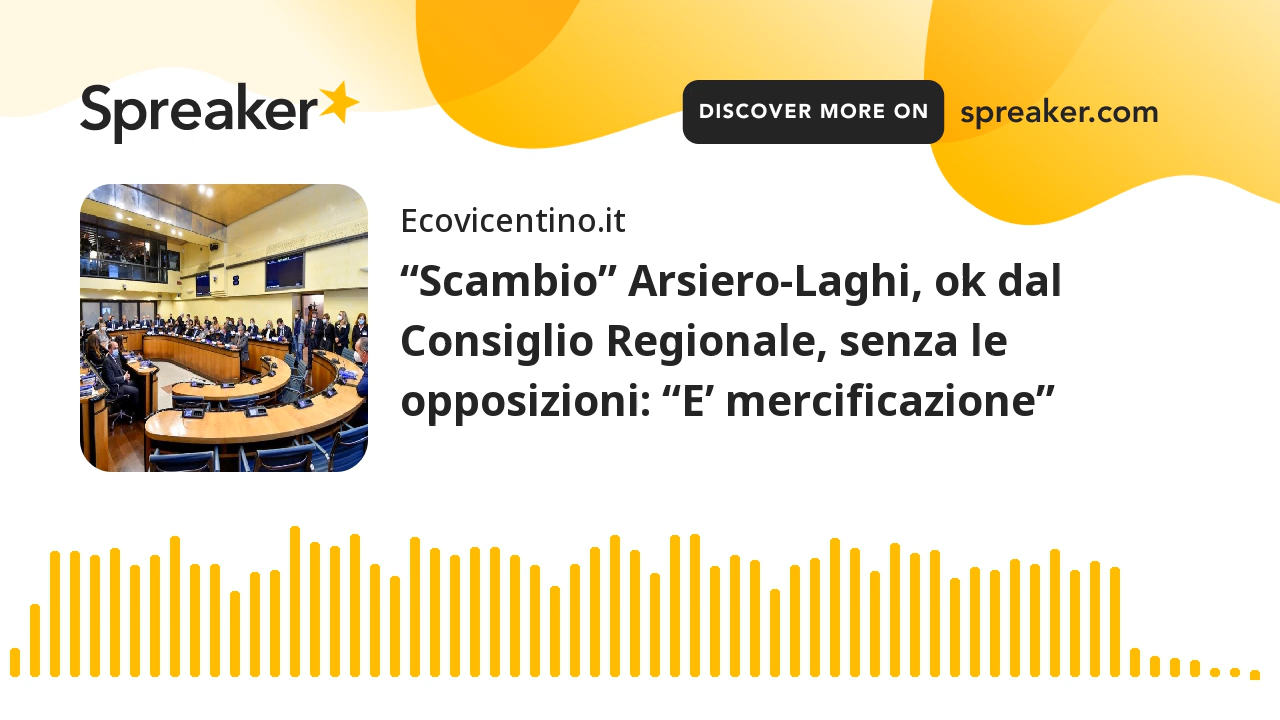 Spreaker
DISCOVER MORE ON spreaker.com
Ecovicentino.it
“Scambio” Arsiero-Laghi, ok dal
Consiglio Regionale, senza le
opposizioni: “E’ mercificazione”